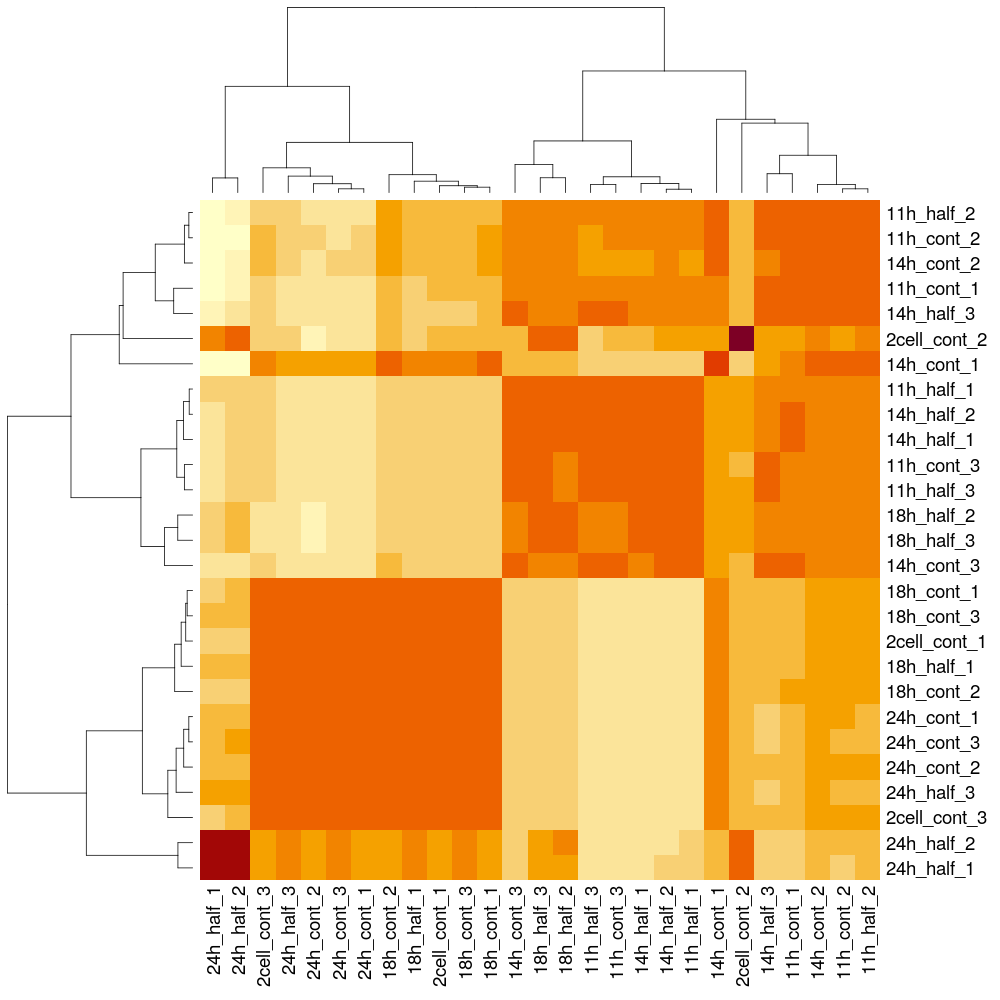 11h_half_2
11h_cont_2
14h_cont_2
11h_cont_1
14h_half_3
2cell_cont_2
14h_cont_1
11h_half_1
14h_half_2
14h_half_1
11h_cont_3
11h_half_3
18h_half_2
18h_half_3
14h_cont_3
18h_cont_1
18h_cont_3
2cell_cont_1
18h_half_1
18h_cont_2
24h_cont_1
24h_cont_3
24h_cont_2
24h_half_3
2cell_cont_3
24h_half_2
24h_half_1
24h_half_1
24h_half_2
2cell_cont_3
24h_half_3
24h_cont_2
24h_cont_3
24h_cont_1
18h_cont_2
18h_half_1
2cell_cont_1
18h_cont_3
18h_cont_1
14h_cont_3
18h_half_3
18h_half_2
11h_half_3
11h_cont_3
14h_half_1
14h_half_2
11h_half_1
14h_cont_1
2cell_cont_2
14h_half_3
11h_cont_1
14h_cont_2
11h_cont_2
11h_half_2